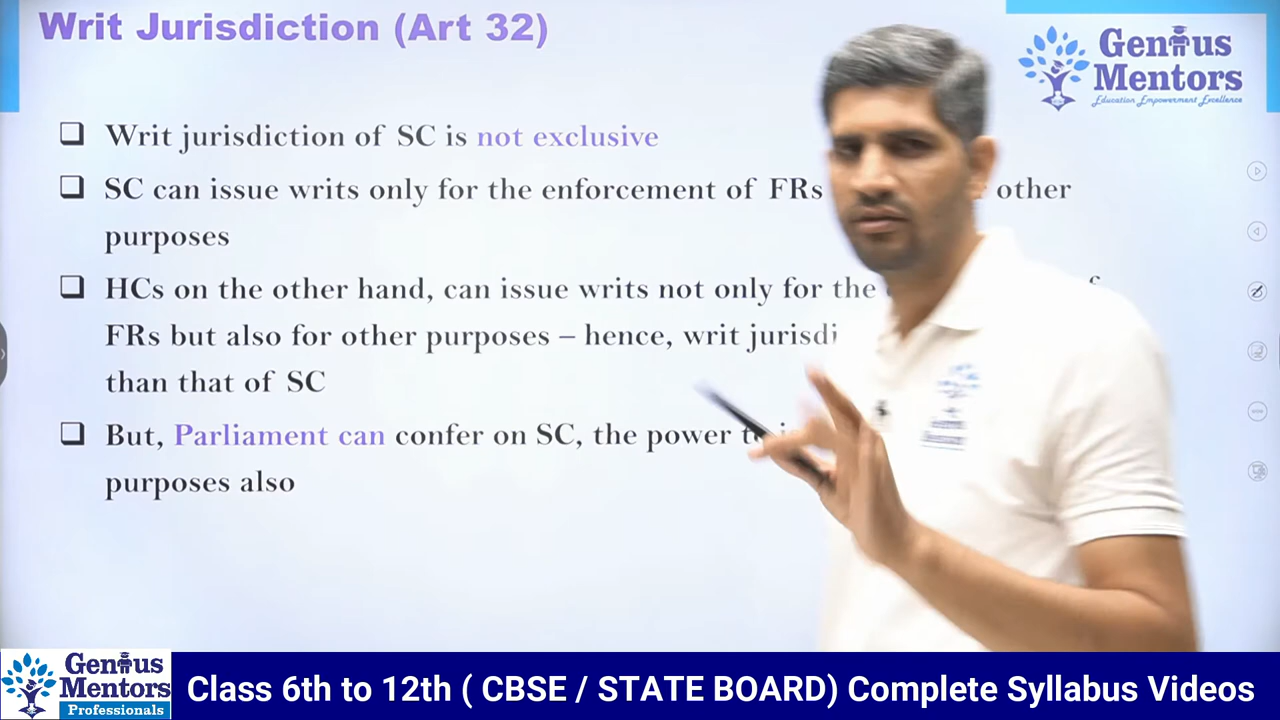 Writ Jurisdiction (Art 32)
Genius
Mentors
Education Empowerment Excellence
❑ Writ jurisdiction of SC is not exclusive
❑ SC can issue writs only for the enforcement of FRs other
purposes
❑ HCs on the other hand, can issue writs not only for the
FRs but also for other purposes – hence, writ
than that of SC
❑ But, Parliament can confer on SC, the power
purposes also
Genius
Mentors
Professionals
Class 6th to 12th ( CBSE / STATE BOARD) Complete Syllabus Videos